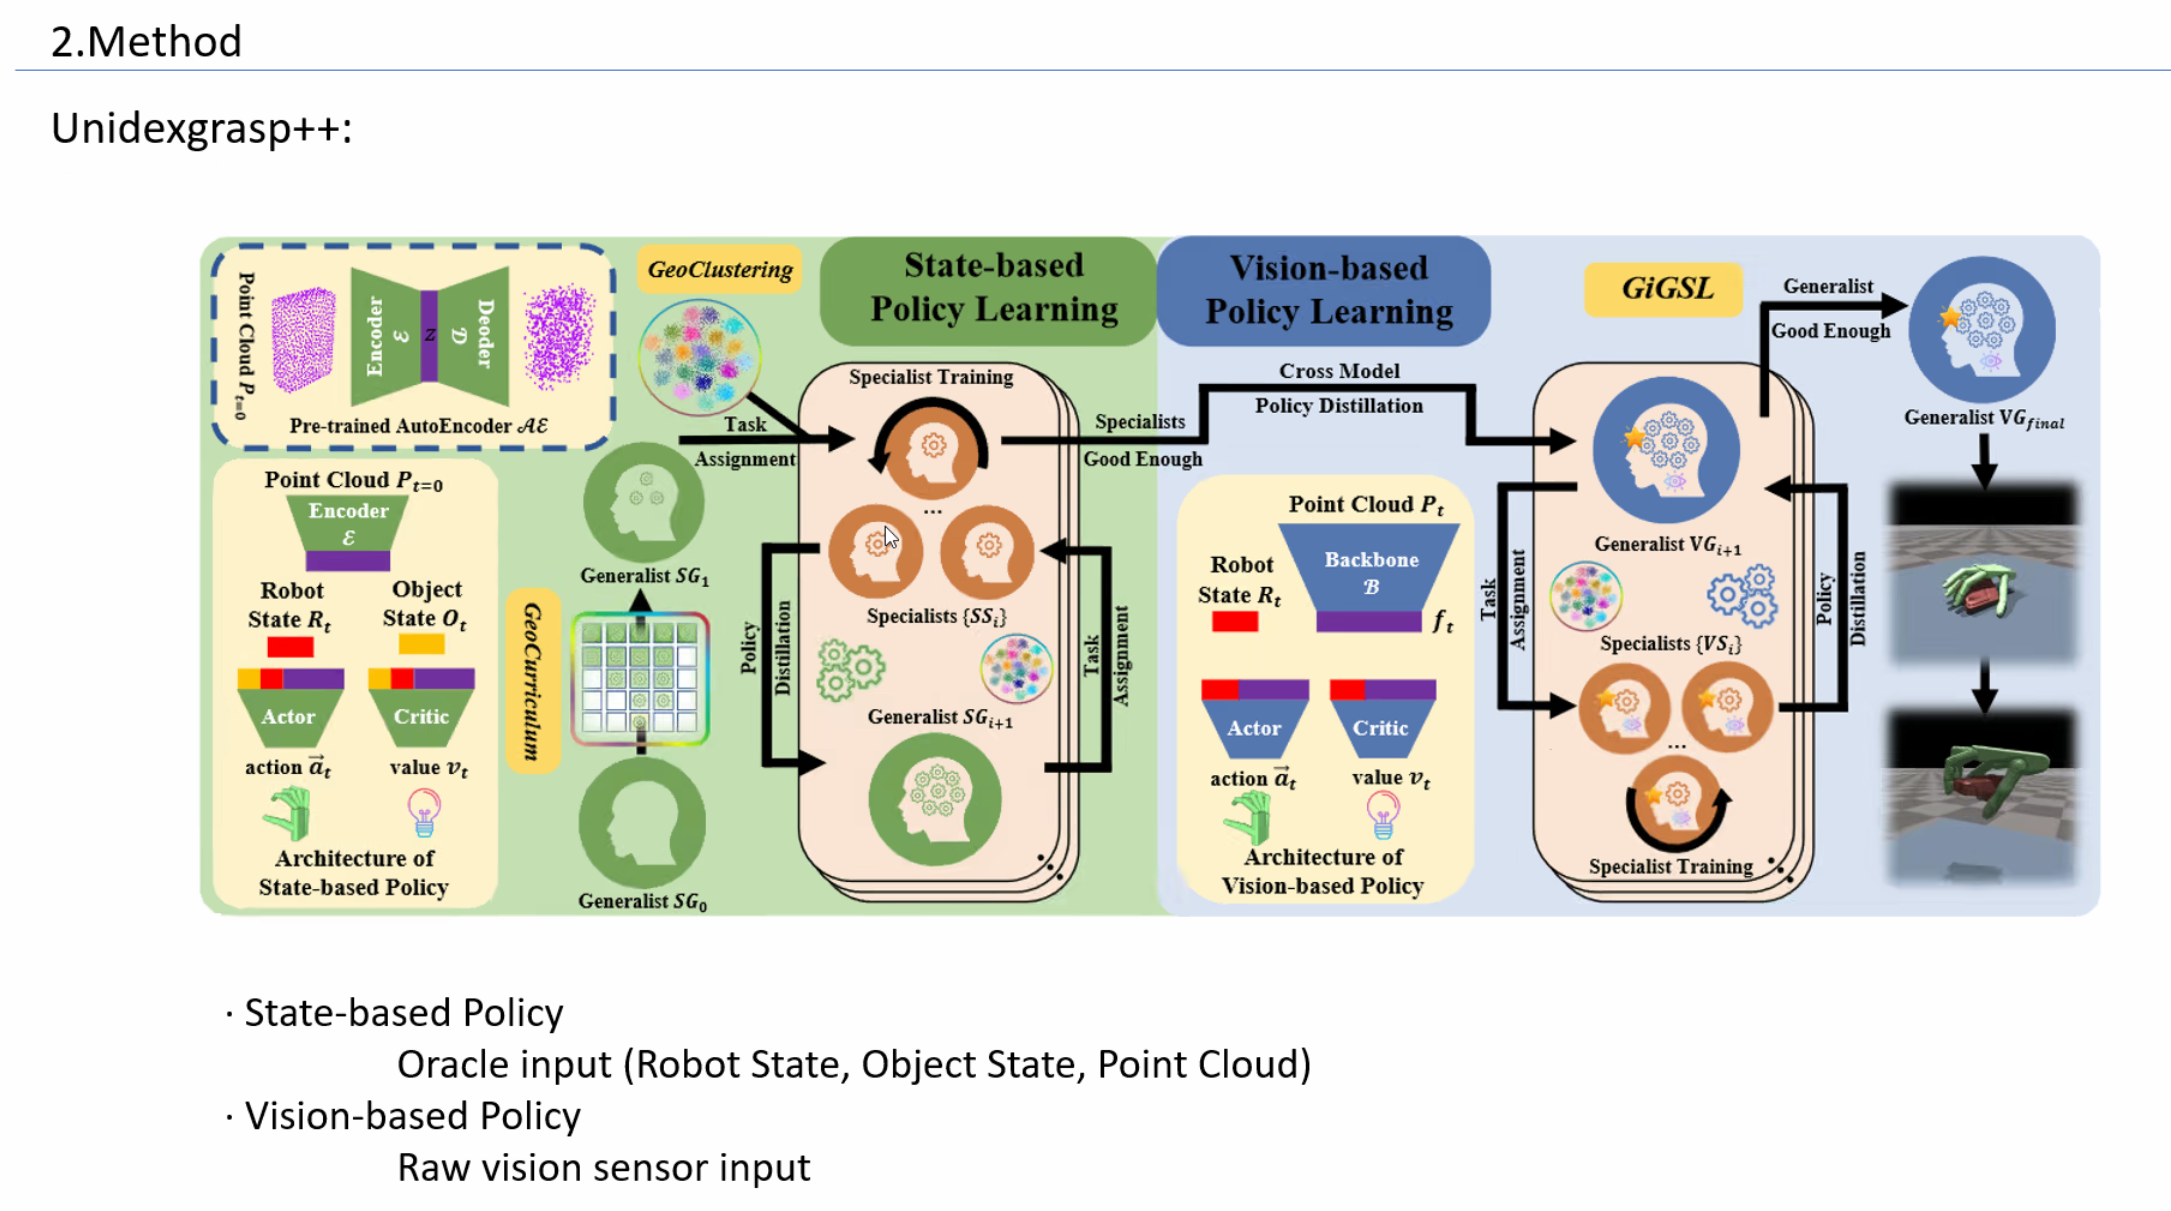 2.Method
Unidexgrasp++:
Point Cloud P_{t=0}
Encoder
ℰ
z
𝒟
Deoder
Pre-trained AutoEncoder 𝒜ℰ
GeoClustering
State-based
Policy Learning
Vision-based
Policy Learning
GiGSL
Generalist
Good Enough
Generalist VG_{final}
Point Cloud P_{t=0}
Encoder
ℰ
Robot
State R_t
Object
State O_t
Actor
Critic
action \vec{a}_t
value v_t
Architecture of
State-based Policy
GeoCurriculum
Generalist SG_1
Generalist SG_0
Task
Assignment
Specialist Training
...
Specialists {SS_i}
Policy
Distillation
Task
Assignment
Generalist SG_{i+1}
Specialists
Good Enough
Cross Model
Policy Distillation
Point Cloud P_t
Robot
State R_t
Backbone
ℬ
f_t
Actor
Critic
action \vec{a}_t
value v_t
Architecture of
Vision-based Policy
Generalist VG_{i+1}
Task
Assignment
Policy
Distillation
Specialists {VS_i}
...
Specialist Training
· State-based Policy
Oracle input (Robot State, Object State, Point Cloud)
· Vision-based Policy
Raw vision sensor input